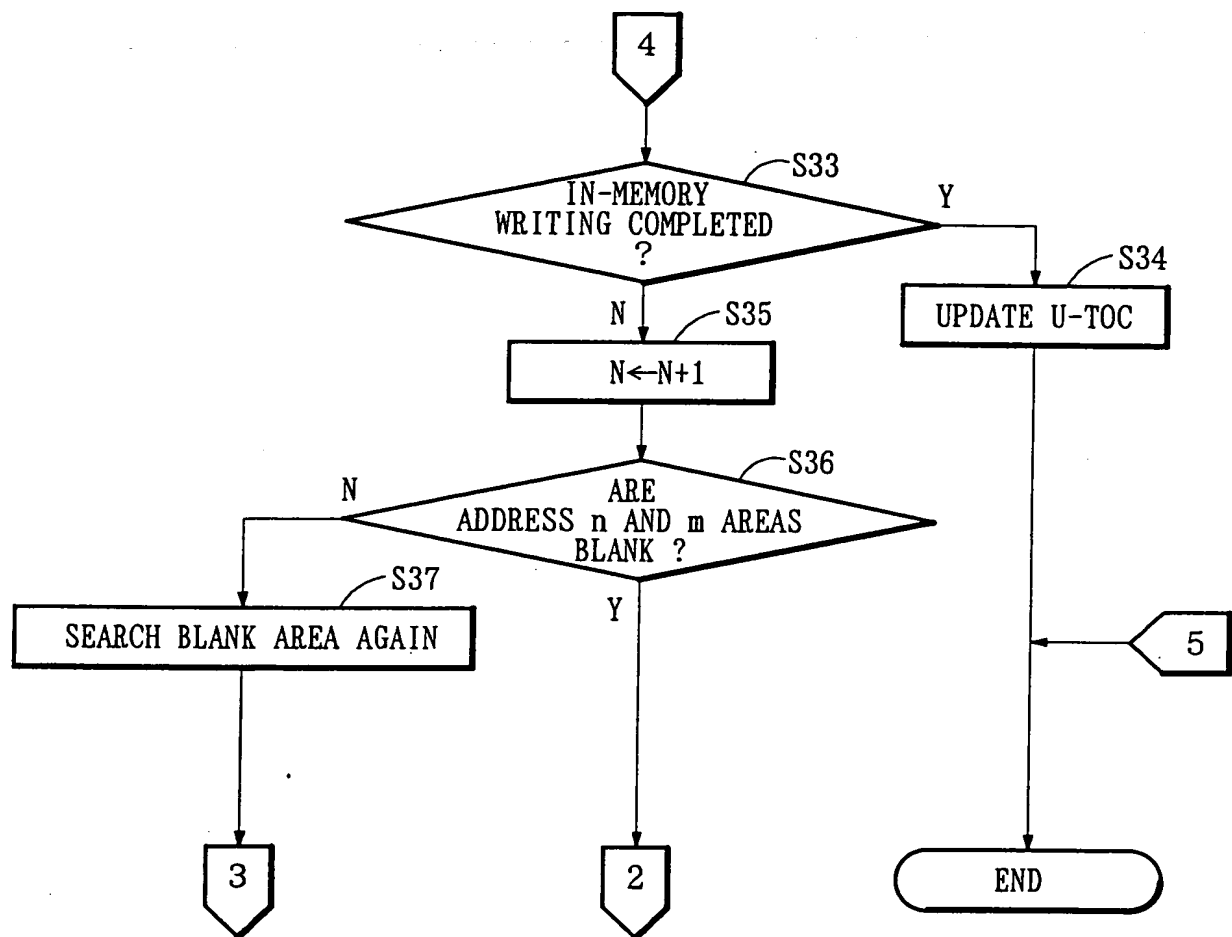 4
S33
IN-MEMORY
WRITING COMPLETED
?
Y
S34
UPDATE U-TOC
N
S35
N←N+1
S36
N
ARE
ADDRESS n AND m AREAS
BLANK ?
S37
Y
SEARCH BLANK AREA AGAIN
5
3
2
END